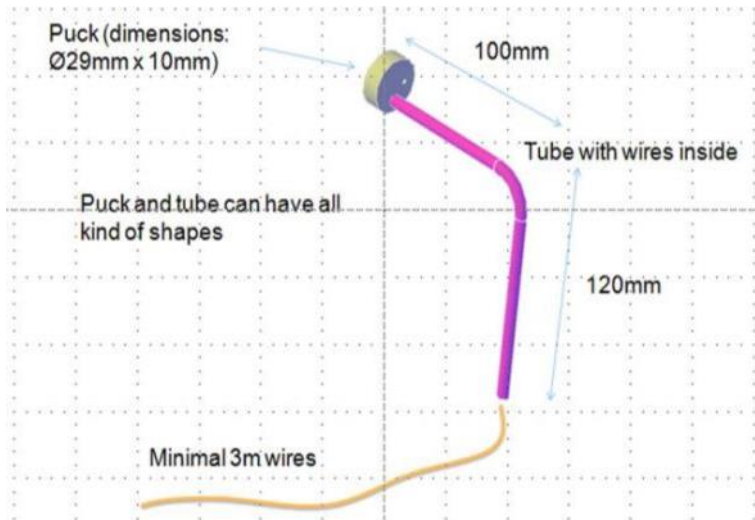 Puck (dimensions:
Ø29mm x 10mm)
100mm
Tube with wires inside
Puck and tube can have all
kind of shapes
120mm
Minimal 3m wires